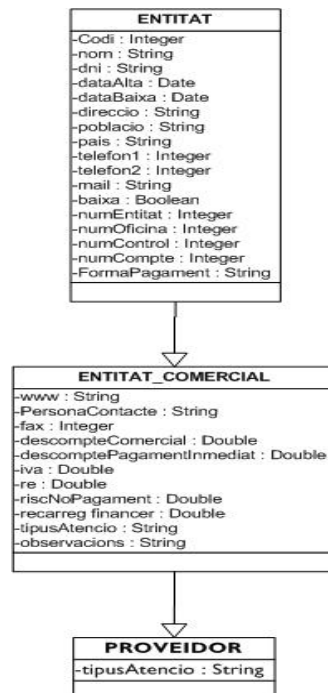 ENTITAT
-Codi : Integer
-nom : String
-dni : String
-dataAlta : Date
-dataBaixa : Date
-direccio : String
-poblacio : String
-pais : String
-telefon1 : Integer
-telefon2 : Integer
-mail : String
-baixa : Boolean
-numEntitat : Integer
-numOficina : Integer
-numControl : Integer
-numCompte : Integer
-FormaPagament : String
ENTITAT_COMERCIAL
-www : String
-PersonaContacte : String
-fax : Integer
-descompteComercial : Double
-descomptePagamentInmediat : Double
-iva : Double
-re : Double
-riscNoPagament : Double
-recarreg financer : Double
-tipusAtencio : String
-observacions : String
PROVEIDOR
-tipusAtencio : String